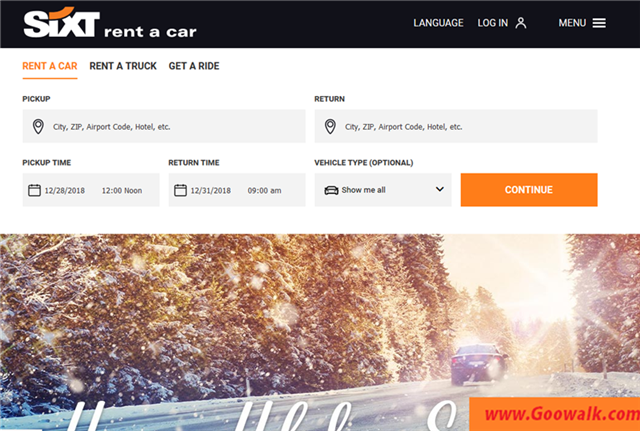 SIXT rent a car
LANGUAGE LOG IN MENU
RENT A CAR RENT A TRUCK GET A RIDE
PICKUP RETURN
City, ZIP, Airport Code, Hotel, etc. City, ZIP, Airport Code, Hotel, etc.
PICKUP TIME RETURN TIME VEHICLE TYPE (OPTIONAL)
12/28/2018 12:00 Noon 12/31/2018 09:00 am Show me all CONTINUE
www.Goowalk.com